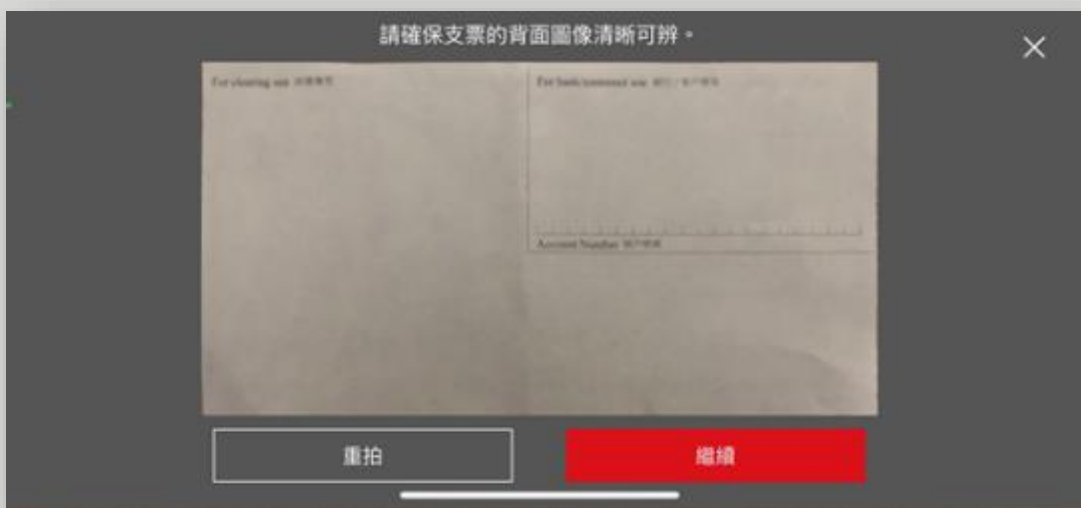 請確保支票的背面圖像清晰可辨。
For clearing use
For bank/customer use
Account Number
重拍
繼續